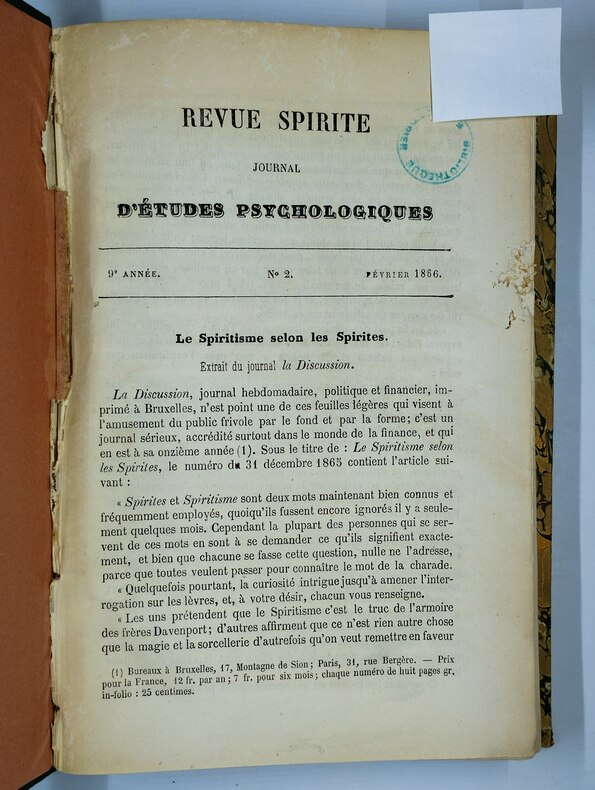 REVUE SPIRITE
JOURNAL
D'ÉTUDES PSYCHOLOGIQUES
9e ANNÉE. No 2. FÉVRIER 1866.
BIBLIOTHÈQUE
Le Spiritisme selon les Spirites.
Extrait du journal la Discussion.
La Discussion, journal hebdomadaire, politique et financier, im-
primé à Bruxelles, n'est point une de ces feuilles légères qui visent à
l'amusement du public frivole par le fond et par la forme; c'est un
journal sérieux, accrédité surtout dans le monde de la finance, et qui
en est à sa onzième année (1). Sous le titre de : Le Spiritisme selon
les Spirites, le numéro du 31 décembre 1865 contient l'article sui-
vant :
« Spirites et Spiritisme sont deux mots maintenant bien connus et
fréquemment employés, quoiqu'ils fussent encore ignorés il y a seule-
ment quelques mois. Cependant la plupart des personnes qui se ser-
vent de ces mots en sont à se demander ce qu'ils signifient exacte-
ment, et bien que chacune se fasse cette question, nulle ne l'adresse,
parce que toutes veulent passer pour connaître le mot de la charade.
« Quelquefois pourtant, la curiosité intrigue jusqu'à amener l'inter-
rogation sur les lèvres, et, à votre désir, chacun vous renseigne.
« Les uns prétendent que le Spiritisme c'est le truc de l'armoire
des frères Davenport; d'autres affirment que ce n'est rien autre chose
que la magie et la sorcellerie d'autrefois qu'on veut remettre en faveur
(1) Bureaux à Bruxelles, 17, Montagne de Sion; Paris, 31, rue Bergère. — Prix
pour la France, 12 fr. par an; 7 fr. pour six mois; chaque numéro de huit pages gr.
in-folio : 25 centimes.